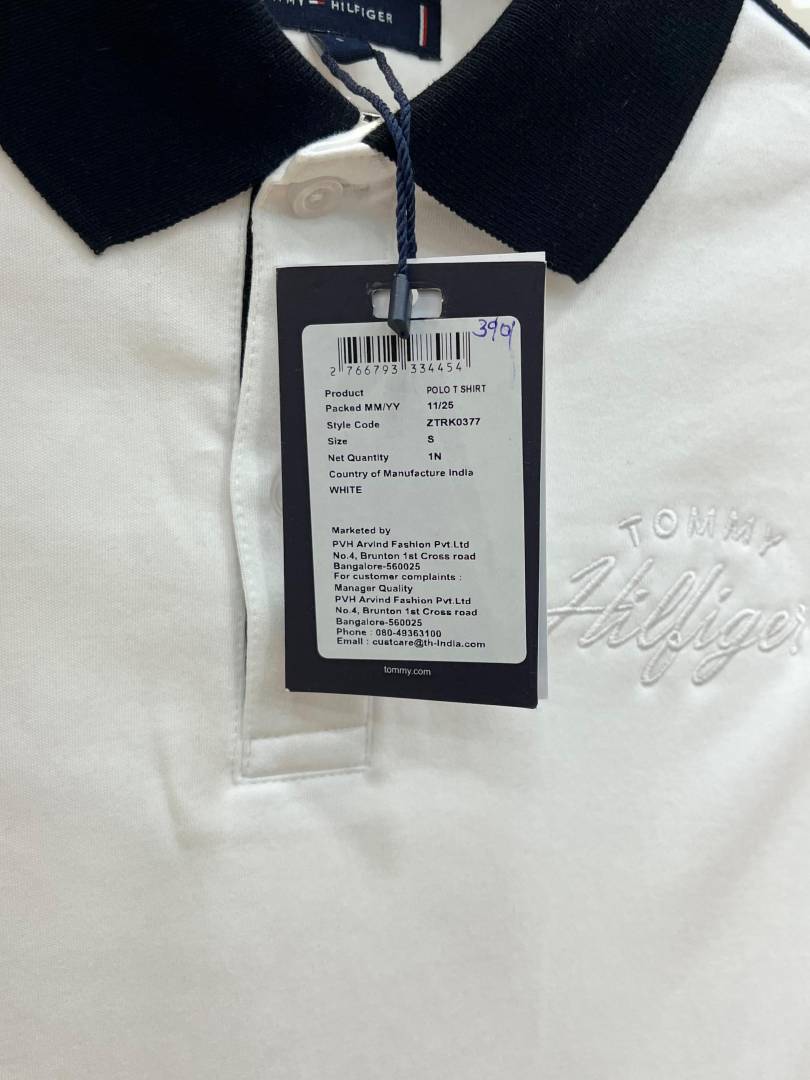 HILFIGER
390
2 766793 334454
Product POLO T SHIRT
Packed MM/YY 11/25
Style Code ZTRK0377
Size S
Net Quantity 1N
Country of Manufacture India
WHITE
Marketed by
PVH Arvind Fashion Pvt.Ltd
No.4, Brunton 1st Cross road
Bangalore-560025
For customer complaints :
Manager Quality
PVH Arvind Fashion Pvt.Ltd
No.4, Brunton 1st Cross road
Bangalore-560025
Phone : 080-49363100
Email : custcare@th-india.com
tommy.com
TOMMY
Hilfiger